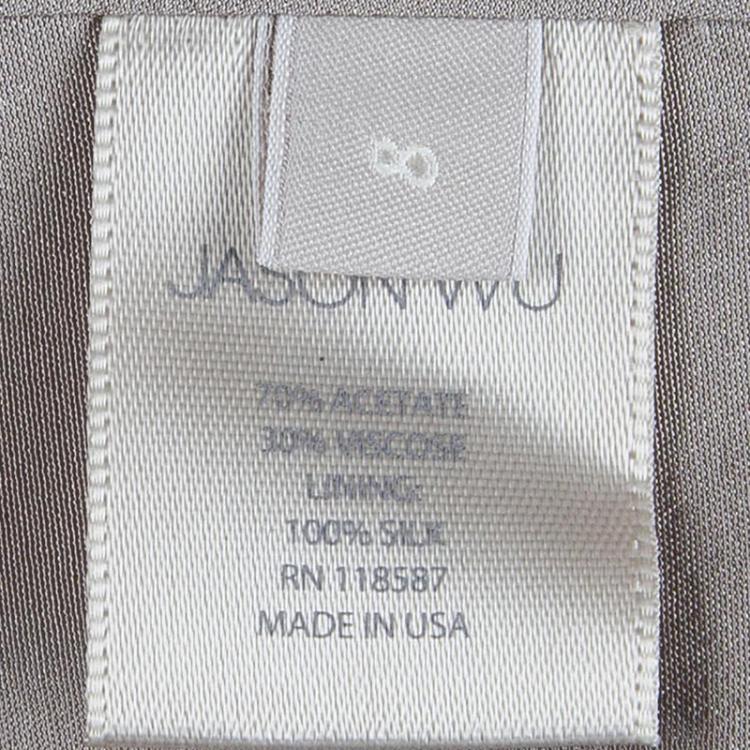 8
JASON WU
70% ACETATE
30% VISCOSE
LINING:
100% SILK
RN 118587
MADE IN USA